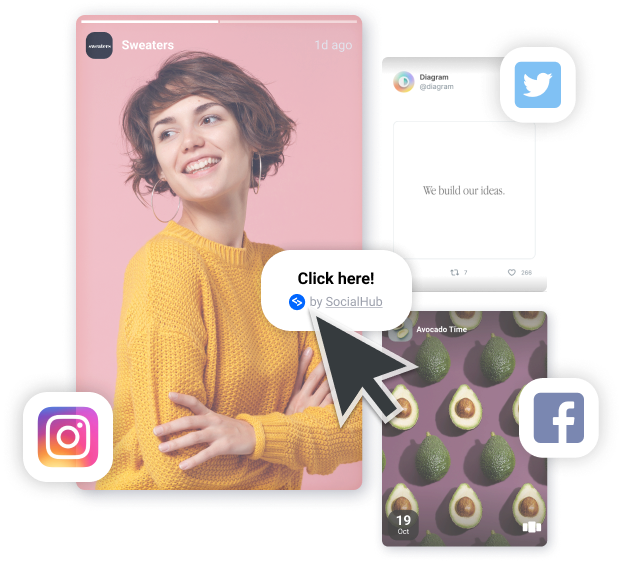 Sweaters
1d ago
sweaters
Diagram
@diagram
We build our ideas.
7
266
Click here!
by SocialHub
Avocado Time
19
Oct